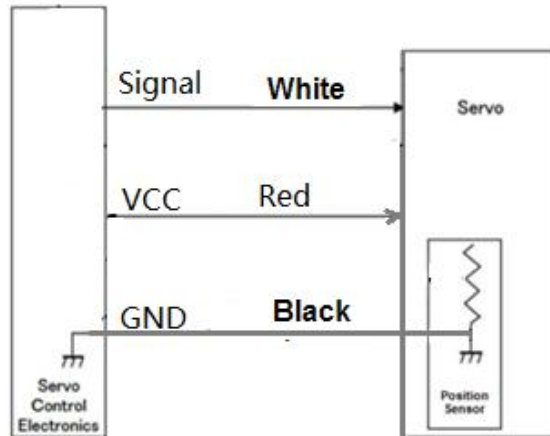 Signal White
Servo
VCC Red
GND Black
Servo
Control
Electronics
Position
Sensor